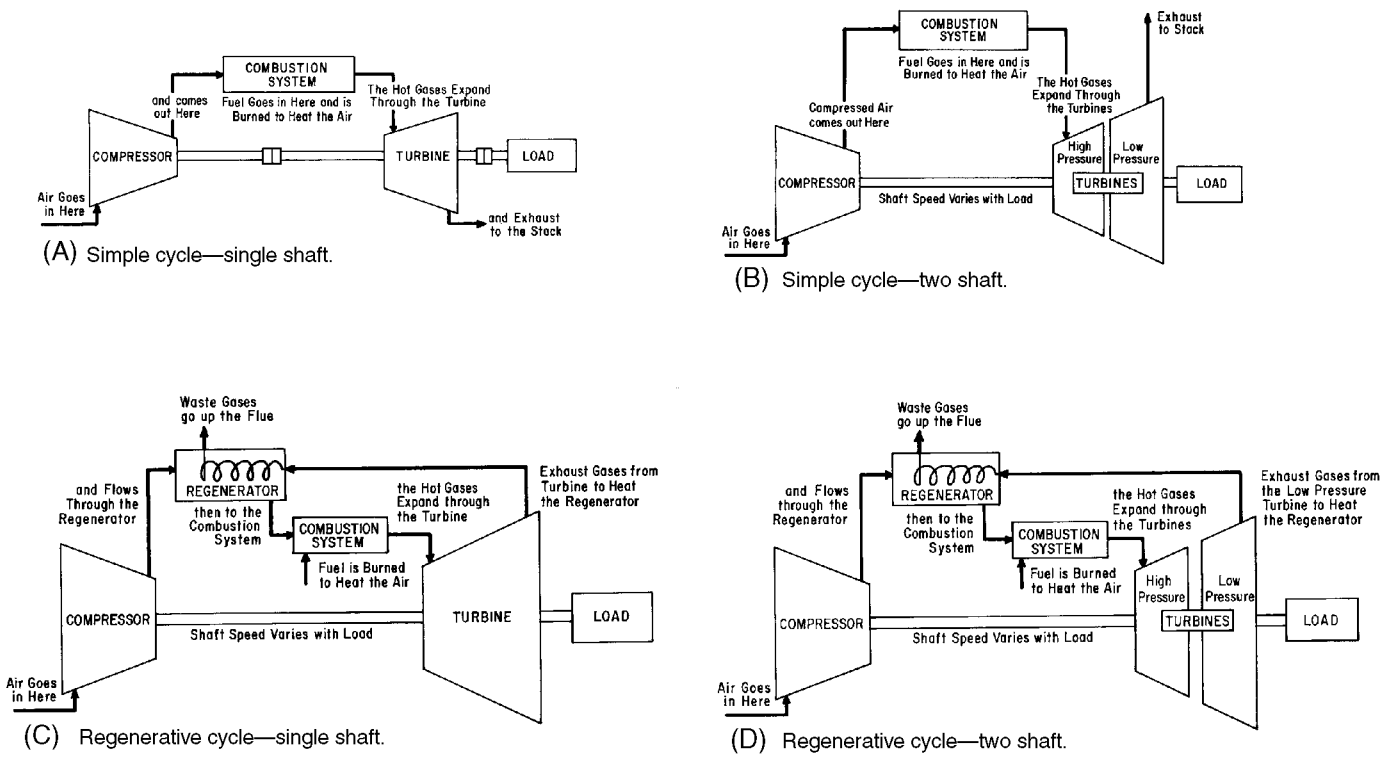 COMBUSTION
SYSTEM
and comes
out Here
Fuel Goes in Here and is
Burned to Heat the Air
The Hot Gases Expand
Through the Turbine
COMPRESSOR
TURBINE
LOAD
Air Goes
in Here
and Exhaust
to the Stack
(A) Simple cycle—single shaft.
COMBUSTION
SYSTEM
Exhaust
to Stack
Fuel Goes in Here and is
Burned to Heat the Air
The Hot Gases
Expand Through
the Turbines
Compressed Air
comes out Here
High
Pressure
Low
Pressure
COMPRESSOR
TURBINES
LOAD
Shaft Speed Varies with Load
Air Goes
in Here
(B) Simple cycle—two shaft.
Waste Gases
go up the Flue
REGENERATOR
and Flows
Through the
Regenerator
then to the
Combustion
System
the Hot Gases
Expand through
the Turbine
Exhaust Gases from
Turbine to Heat
the Regenerator
COMBUSTION
SYSTEM
Fuel is Burned
to Heat the Air
COMPRESSOR
TURBINE
LOAD
Shaft Speed Varies with Load
Air Goes
in Here
(C) Regenerative cycle—single shaft.
Waste Gases
go up the Flue
REGENERATOR
and Flows
through the
Regenerator
then to the
Combustion
System
the Hot Gases
Expand through
the Turbines
Exhaust Gases from
the Low Pressure
Turbine to Heat
the Regenerator
COMBUSTION
SYSTEM
Fuel is Burned
to Heat the Air
High
Pressure
Low
Pressure
COMPRESSOR
TURBINES
LOAD
Shaft Speed Varies with Load
Air Goes
in Here
(D) Regenerative cycle—two shaft.